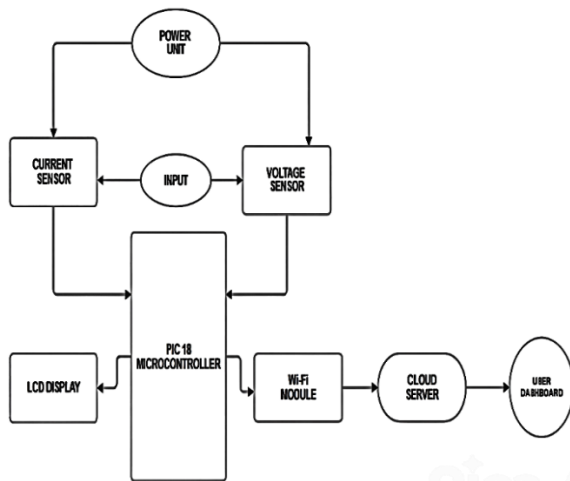 POWER
UNIT
CURRENT
SENSOR
INPUT
VOLTAGE
SENSOR
PIC 18
MICROCONTROLLER
LCD DISPLAY
Wi-Fi
MODULE
CLOUD
SERVER
USER
DASHBOARD